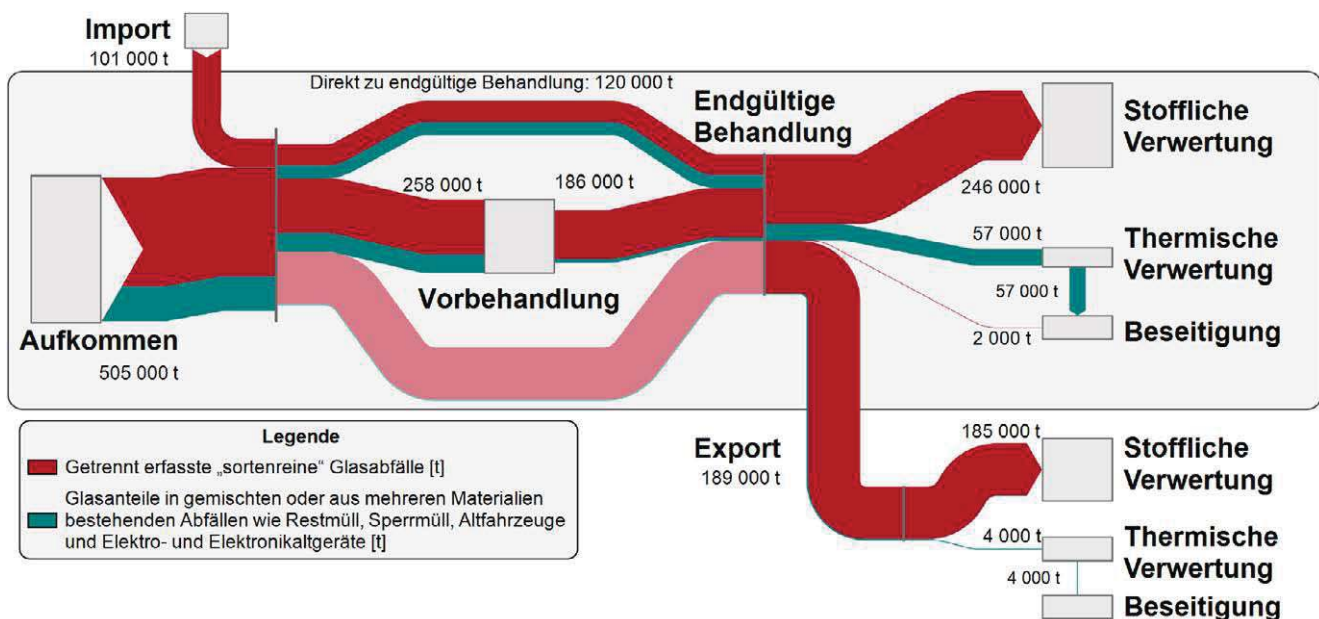 Import
101 000 t
Direkt zu endgültige Behandlung: 120 000 t
Endgültige
Behandlung
Stoffliche
Verwertung
246 000 t
258 000 t
186 000 t
Vorbehandlung
57 000 t
Thermische
Verwertung
57 000 t
2 000 t
Beseitigung
Aufkommen
505 000 t
Legende
Getrennt erfasste „sortenreine“ Glasabfälle [t]
Glasanteile in gemischten oder aus mehreren Materialien
bestehenden Abfällen wie Restmüll, Sperrmüll, Altfahrzeuge
und Elektro- und Elektronikaltgeräte [t]
Export
189 000 t
185 000 t
Stoffliche
Verwertung
4 000 t
Thermische
Verwertung
4 000 t
Beseitigung